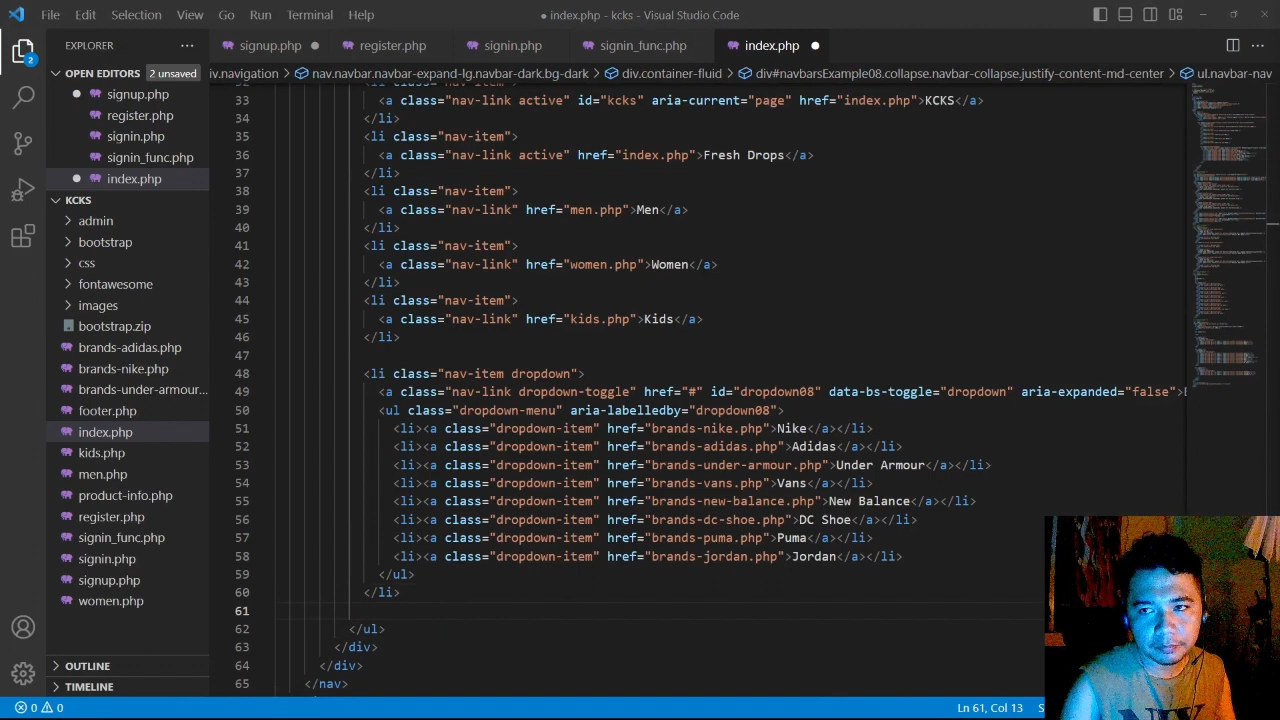 File Edit Selection View Go Run Terminal Help
● index.php - kcks - Visual Studio Code
EXPLORER
signup.php
register.php
signin.php
signin_func.php
index.php
OPEN EDITORS 2 unsaved
iv.navigation > nav.navbar.navbar-expand-lg.navbar-dark.bg-dark > div.container-fluid > div#navbarsExample08.collapse.navbar-collapse.justify-content-md-center > ul.navbar-nav
2
signup.php
register.php
signin.php
signin_func.php
index.php
KCKS
admin
bootstrap
css
fontawesome
images
bootstrap.zip
brands-adidas.php
brands-nike.php
brands-under-armour...
footer.php
index.php
kids.php
men.php
product-info.php
register.php
signin_func.php
signin.php
signup.php
women.php
OUTLINE
TIMELINE
33 <a class="nav-link active" id="kcks" aria-current="page" href="index.php">KCKS</a>
34 </li>
35 <li class="nav-item">
36 <a class="nav-link active" href="index.php">Fresh Drops</a>
37 </li>
38 <li class="nav-item">
39 <a class="nav-link" href="men.php">Men</a>
40 </li>
41 <li class="nav-item">
42 <a class="nav-link" href="women.php">Women</a>
43 </li>
44 <li class="nav-item">
45 <a class="nav-link" href="kids.php">Kids</a>
46 </li>
47
48 <li class="nav-item dropdown">
49 <a class="nav-link dropdown-toggle" href="#" id="dropdown08" data-bs-toggle="dropdown" aria-expanded="false">
50 <ul class="dropdown-menu" aria-labelledby="dropdown08">
51 <li><a class="dropdown-item" href="brands-nike.php">Nike</a></li>
52 <li><a class="dropdown-item" href="brands-adidas.php">Adidas</a></li>
53 <li><a class="dropdown-item" href="brands-under-armour.php">Under Armour</a></li>
54 <li><a class="dropdown-item" href="brands-vans.php">Vans</a></li>
55 <li><a class="dropdown-item" href="brands-new-balance.php">New Balance</a></li>
56 <li><a class="dropdown-item" href="brands-dc-shoe.php">DC Shoe</a></li>
57 <li><a class="dropdown-item" href="brands-puma.php">Puma</a></li>
58 <li><a class="dropdown-item" href="brands-jordan.php">Jordan</a></li>
59 </ul>
60 </li>
61
62 </ul>
63 </div>
64 </div>
65 </nav>
0 0
Ln 61, Col 13